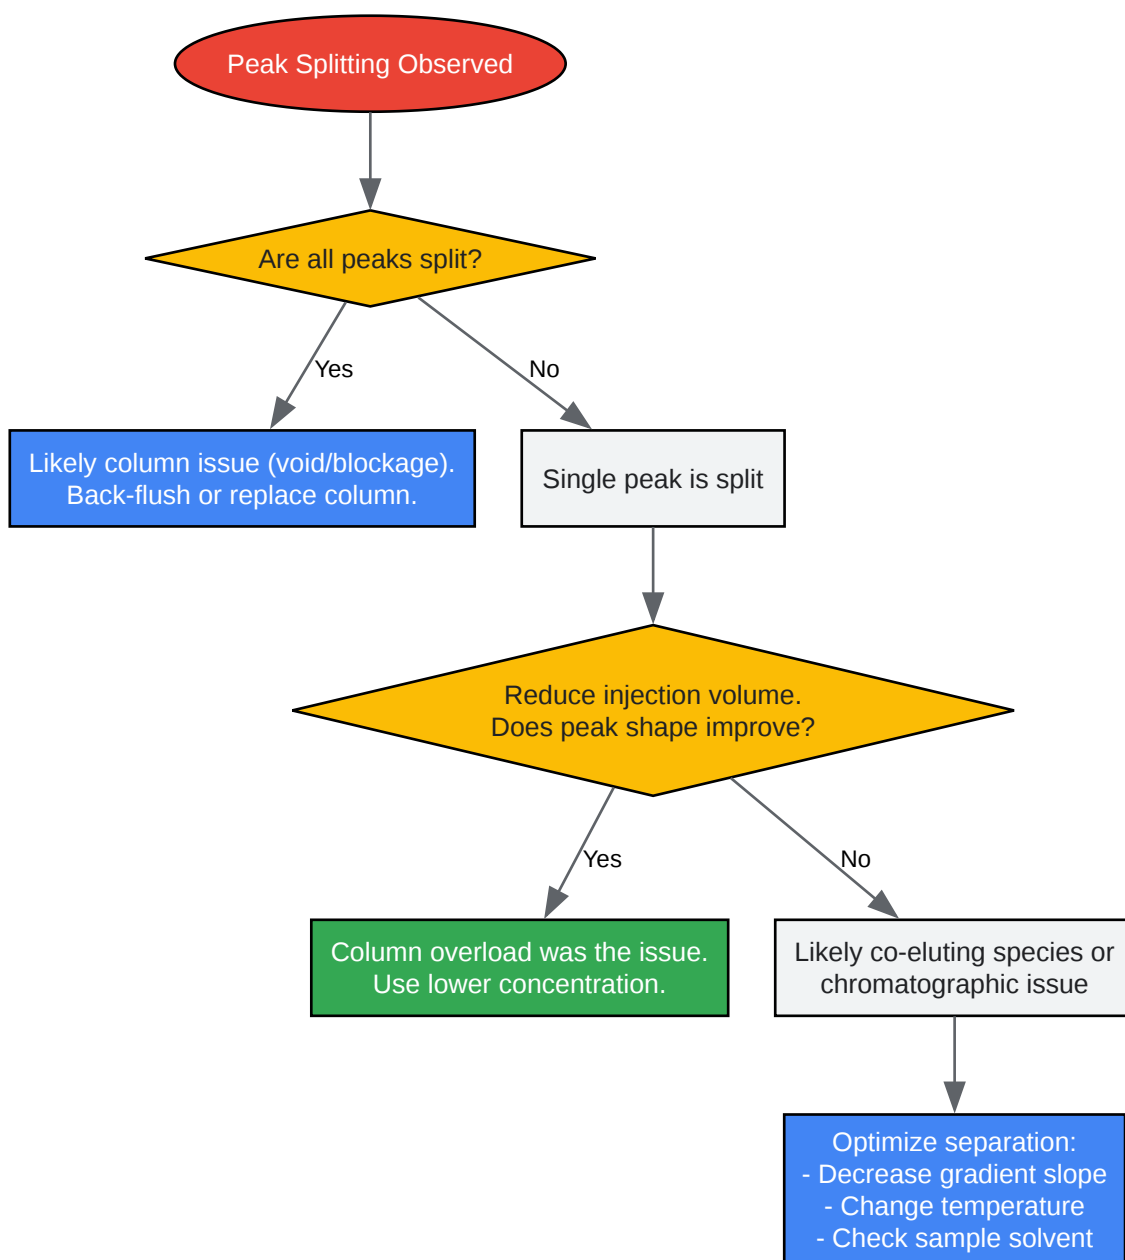 Peak Splitting Observed
Are all peaks split?
Yes
No
Likely column issue (void/blockage).
Back-flush or replace column.
Single peak is split
Reduce injection volume.
Does peak shape improve?
Yes
No
Column overload was the issue.
Use lower concentration.
Likely co-eluting species or
chromatographic issue
Optimize separation:
- Decrease gradient slope
- Change temperature
- Check sample solvent